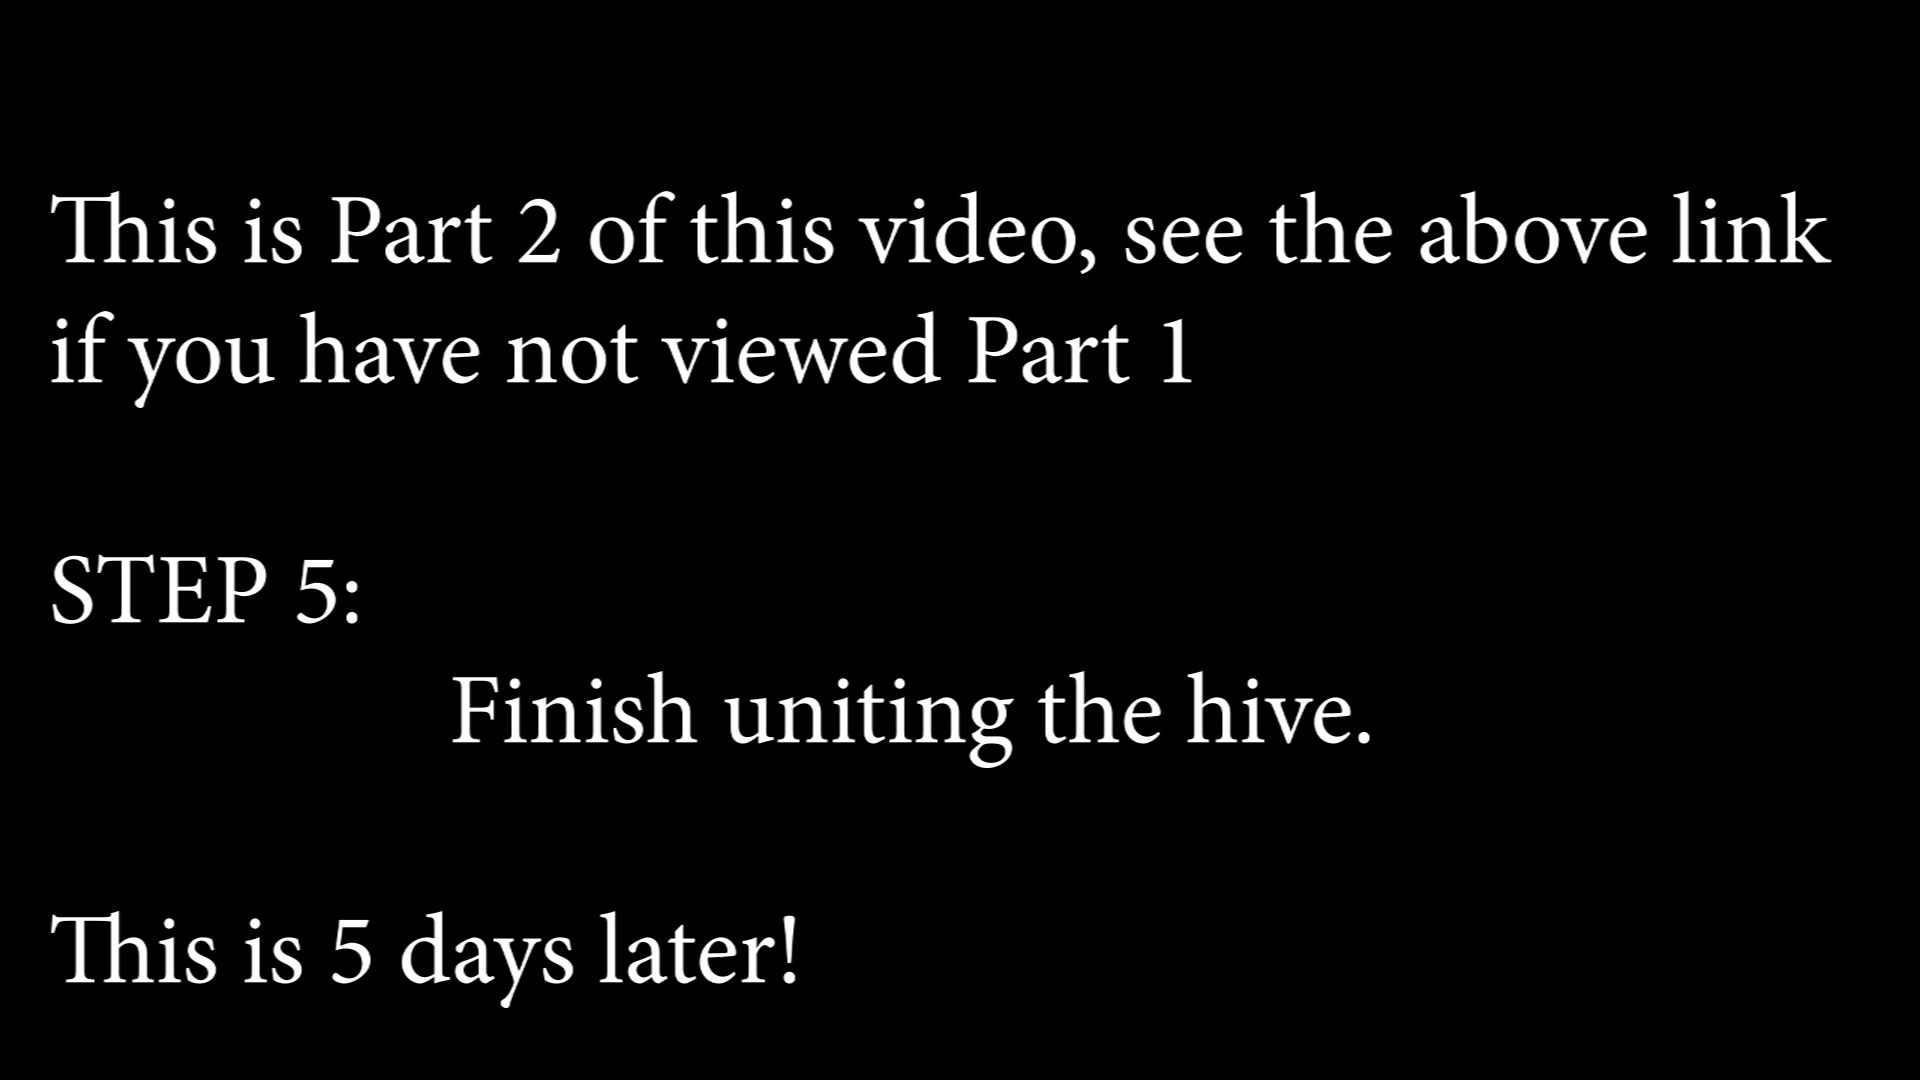 This is Part 2 of this video, see the above link
if you have not viewed Part 1
STEP 5:
Finish uniting the hive.
This is 5 days later!